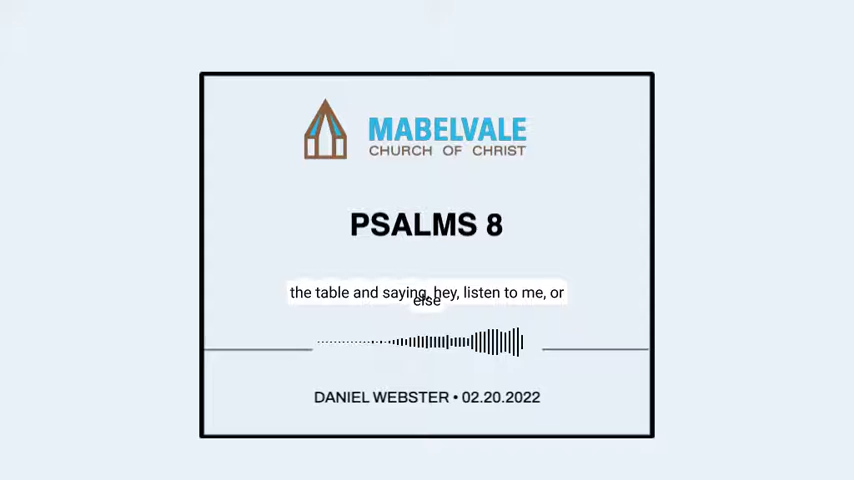 MABELVALE
CHURCH OF CHRIST
PSALMS 8
the table and saying, hey, listen to me, or
else
DANIEL WEBSTER • 02.20.2022